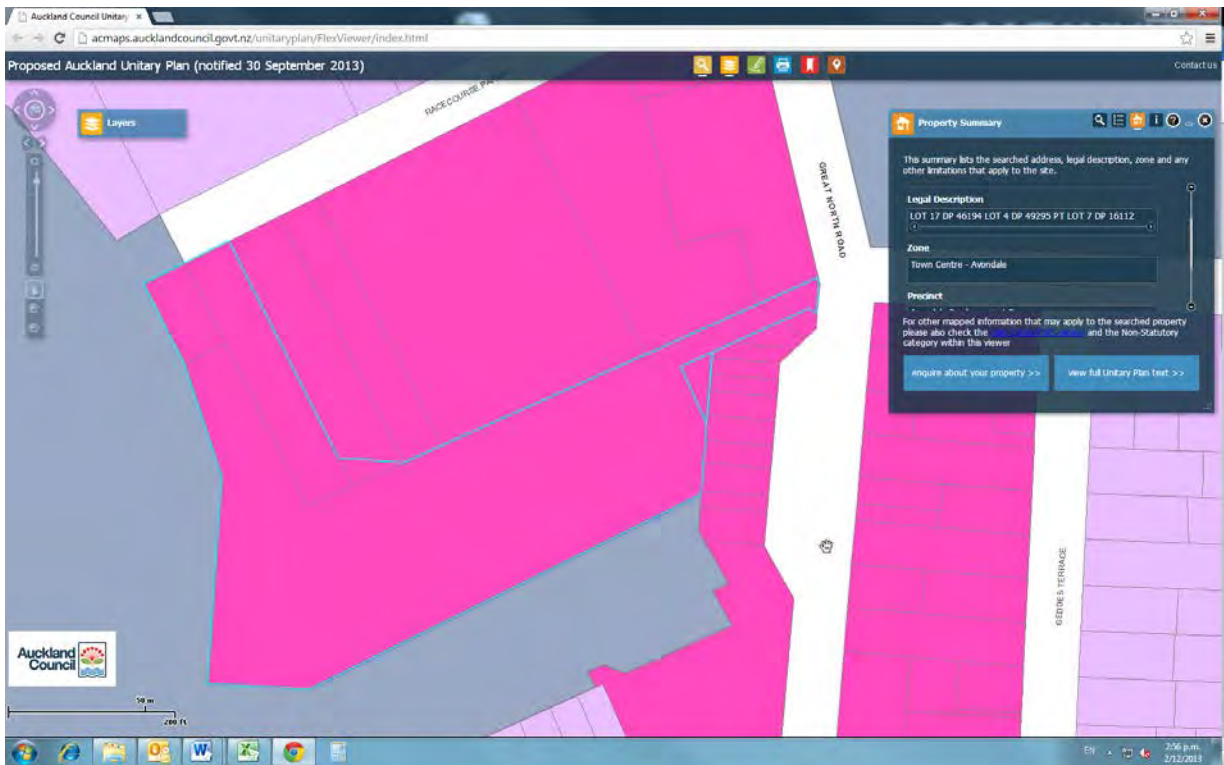 Auckland Council Unitary
acmaps.aucklandcouncil.govt.nz/unitaryplan/FlexViewer/index.html
Proposed Auckland Unitary Plan (notified 30 September 2013)
Contact us
Layers
RACECOURSE PA
GREAT NORTH ROAD
GEDDES TERRACE
Property Summary
This summary lists the searched address, legal description, zone and any
other limitations that apply to the site.
Legal Description
LOT 17 DP 46194 LOT 4 DP 49295 PT LOT 7 DP 16112
Zone
Town Centre - Avondale
Precinct
For other mapped information that may apply to the searched property
please also check the
and the Non-Statutory
category within this viewer
enquire about your property >>
view full Unitary Plan text >>
Auckland
Council
50 m
200 ft
EN
2:56 p.m.
2/12/2013